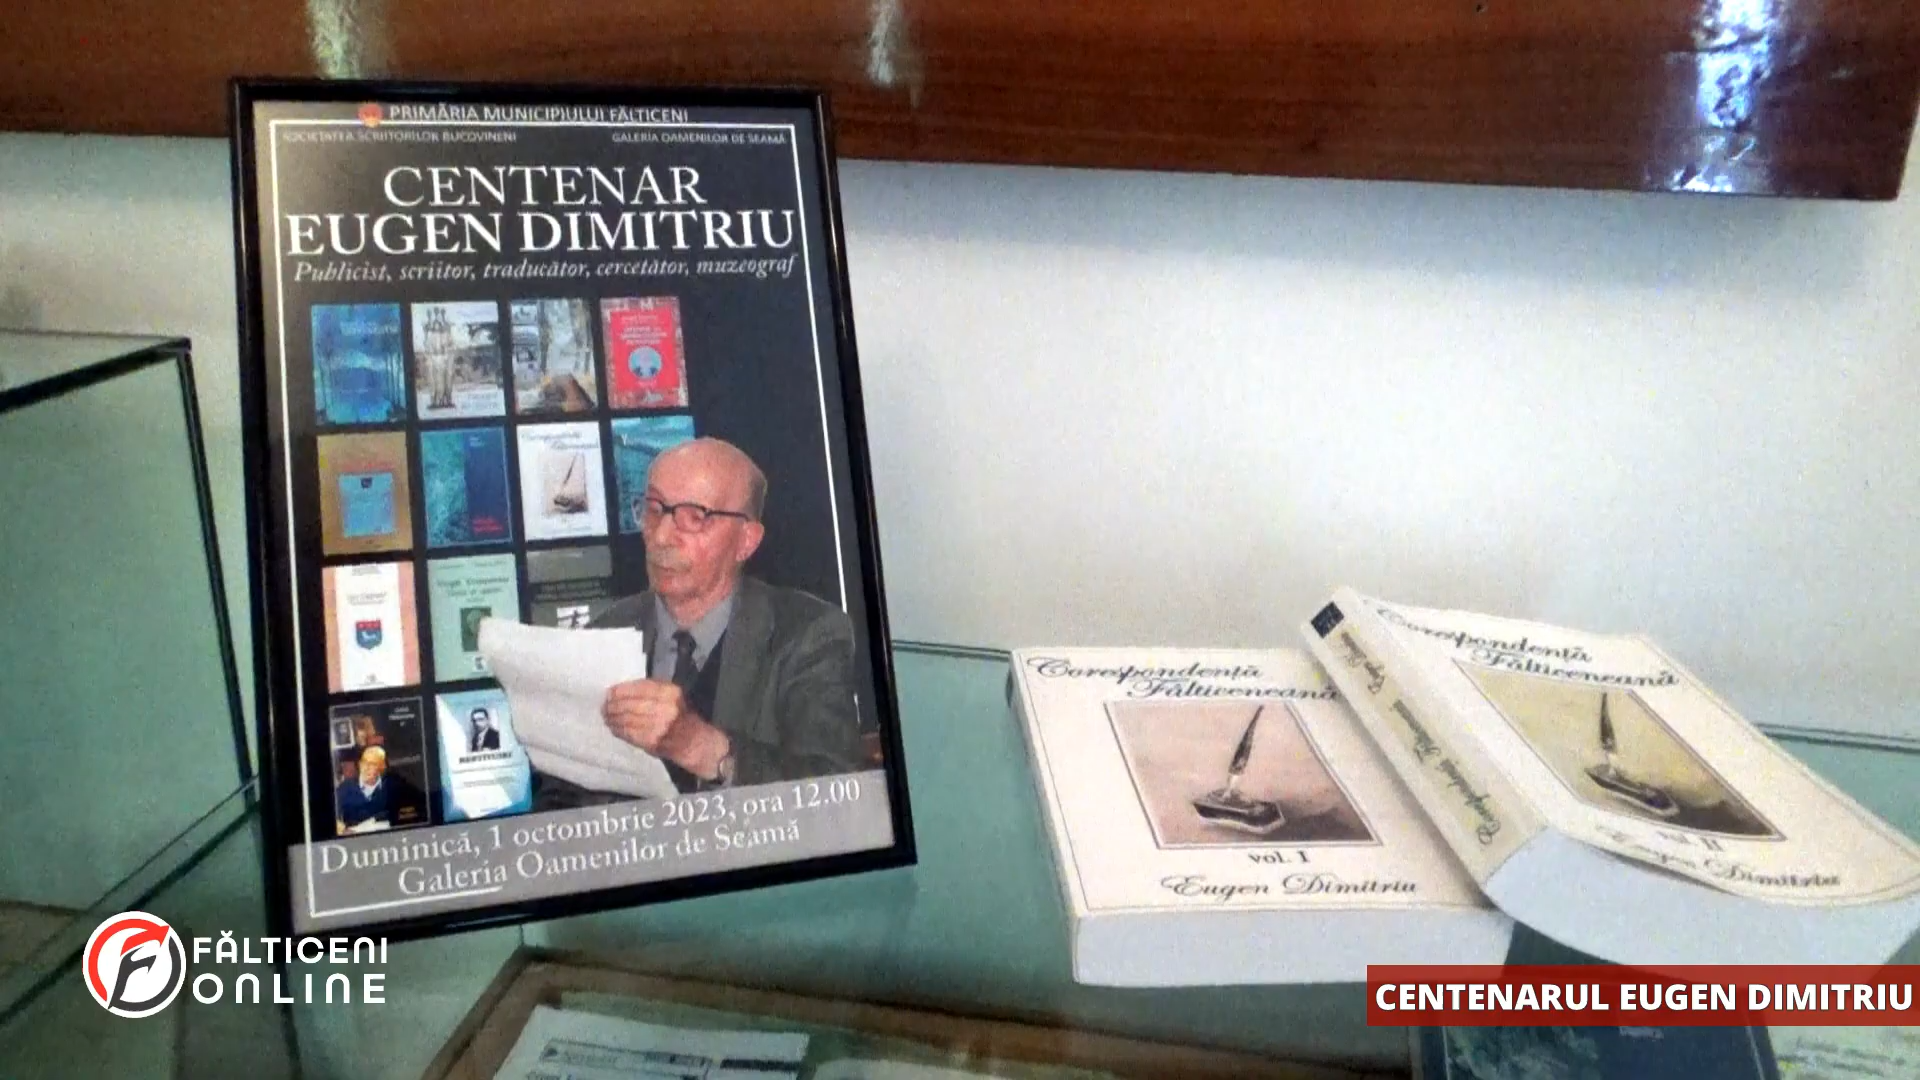 PRIMĂRIA MUNICIPIULUI FĂLTICENI
SOCIETATEA SCRIITORILOR BUCOVINENI
GALERIA OAMENILOR DE SEAMĂ
CENTENAR
EUGEN DIMITRIU
Publicist, scriitor, traducător, cercetător, muzeograf
Duminică, 1 octombrie 2023, ora 12.00
Galeria Oamenilor de Seamă
Corespondență
Fălticeneană
vol. I
Eugen Dimitriu
Corespondență
Fălticeneană
vol. II
Eugen Dimitriu
FĂLTICENI
ONLINE
CENTENARUL EUGEN DIMITRIU